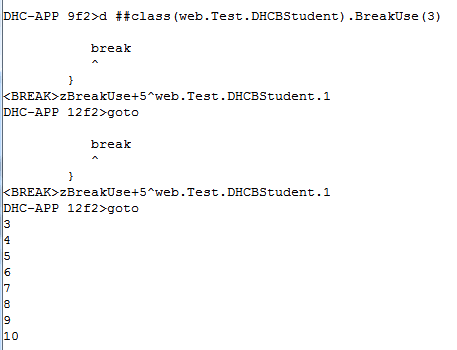 DHC-APP 9f2>d ##class(web.Test.DHCBStudent).BreakUse(3)
break
^
}
<BREAK>zBreakUse+5^web.Test.DHCBStudent.1
DHC-APP 12f2>goto
break
^
}
<BREAK>zBreakUse+5^web.Test.DHCBStudent.1
DHC-APP 12f2>goto
3
4
5
6
7
8
9
10